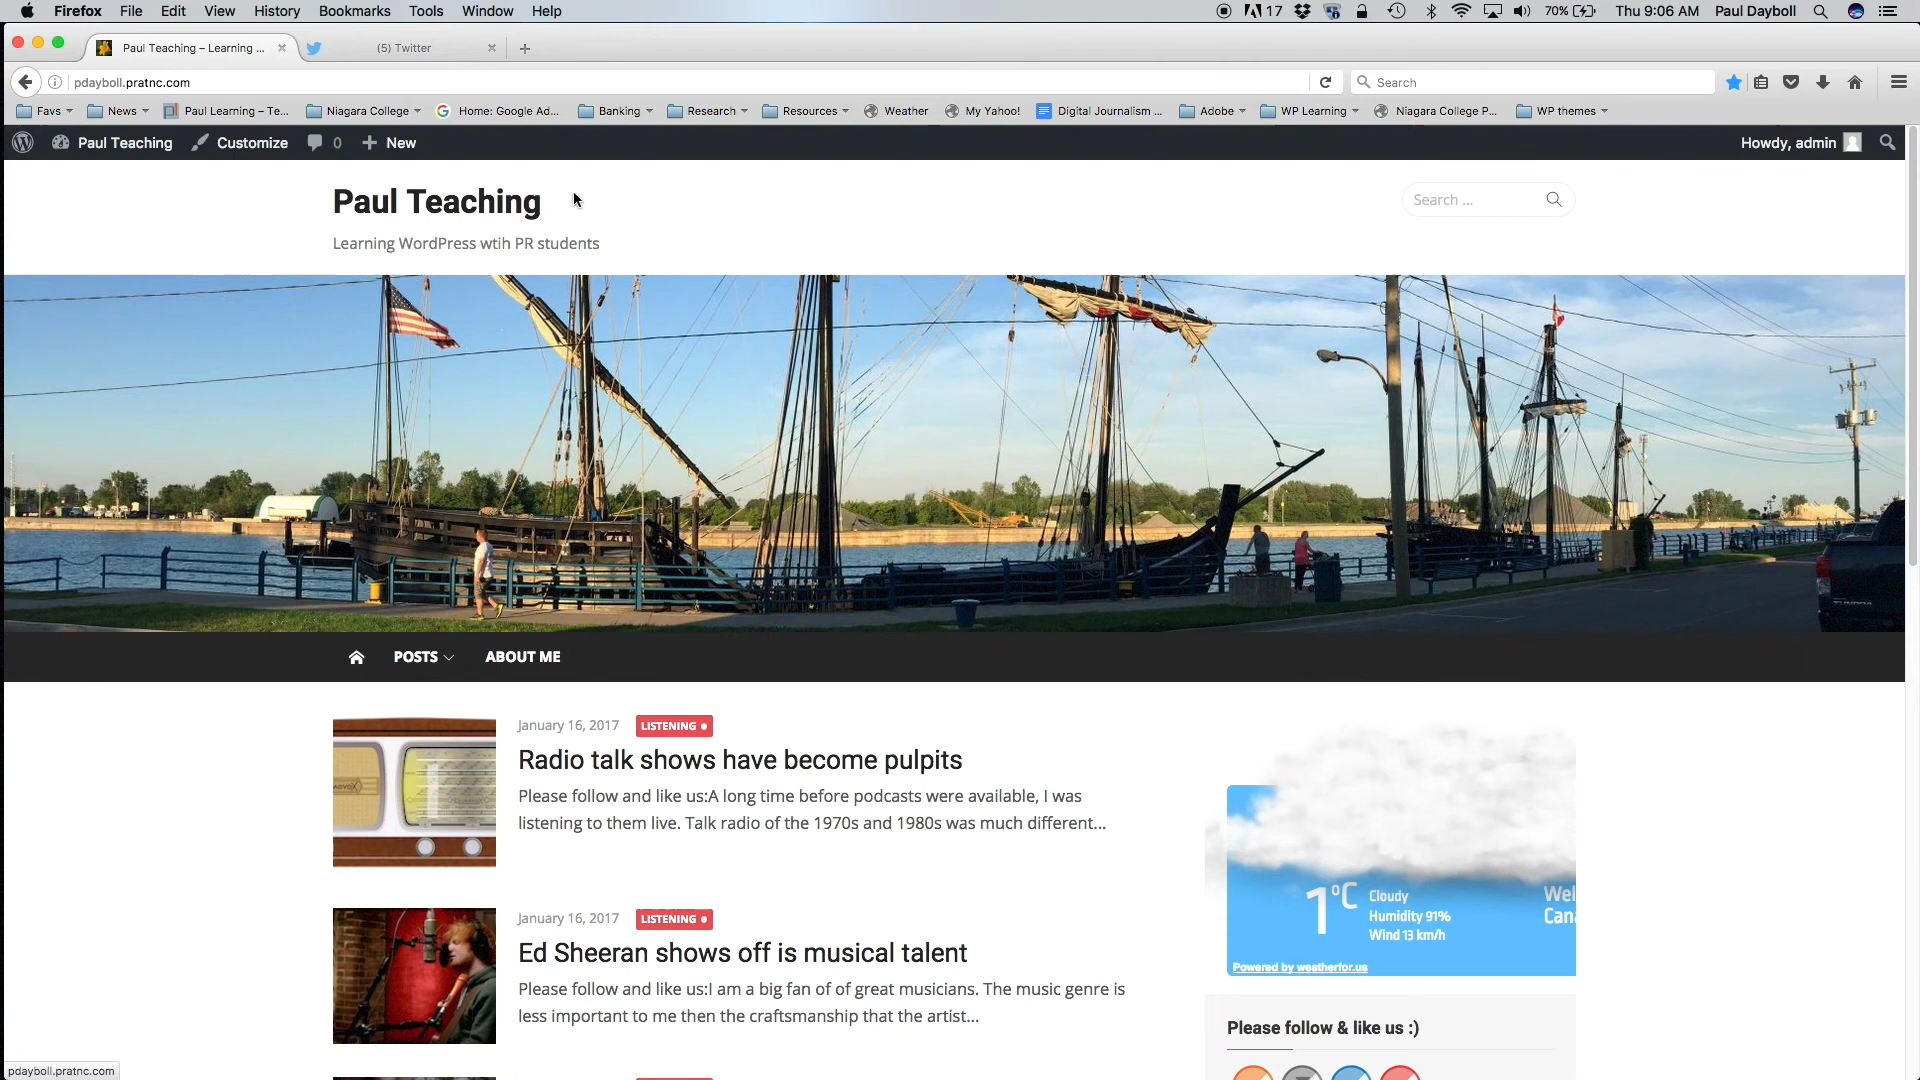 Firefox File Edit View History Bookmarks Tools Window Help 17 70% Thu 9:06 AM Paul Dayboll
Paul Teaching – Learning ... (5) Twitter
pdayboll.pratnc.com Search
Favs News Paul Learning – Te... Niagara College Home: Google Ad... Banking Research Resources Weather My Yahoo! Digital Journalism ... Adobe WP Learning Niagara College P... WP themes
Paul Teaching Customize 0 New Howdy, admin
Paul Teaching
Search ...
Learning WordPress wtih PR students
POSTS ABOUT ME
January 16, 2017 LISTENING
Radio talk shows have become pulpits
Please follow and like us:A long time before podcasts were available, I was
listening to them live. Talk radio of the 1970s and 1980s was much different...
January 16, 2017 LISTENING
Ed Sheeran shows off is musical talent
Please follow and like us:I am a big fan of of great musicians. The music genre is
less important to me then the craftsmanship that the artist...
1°C Cloudy
Humidity 91%
Wind 13 km/h
Wel
Can
Powered by weatherfor.us
Please follow & like us :)
pdayboll.pratnc.com